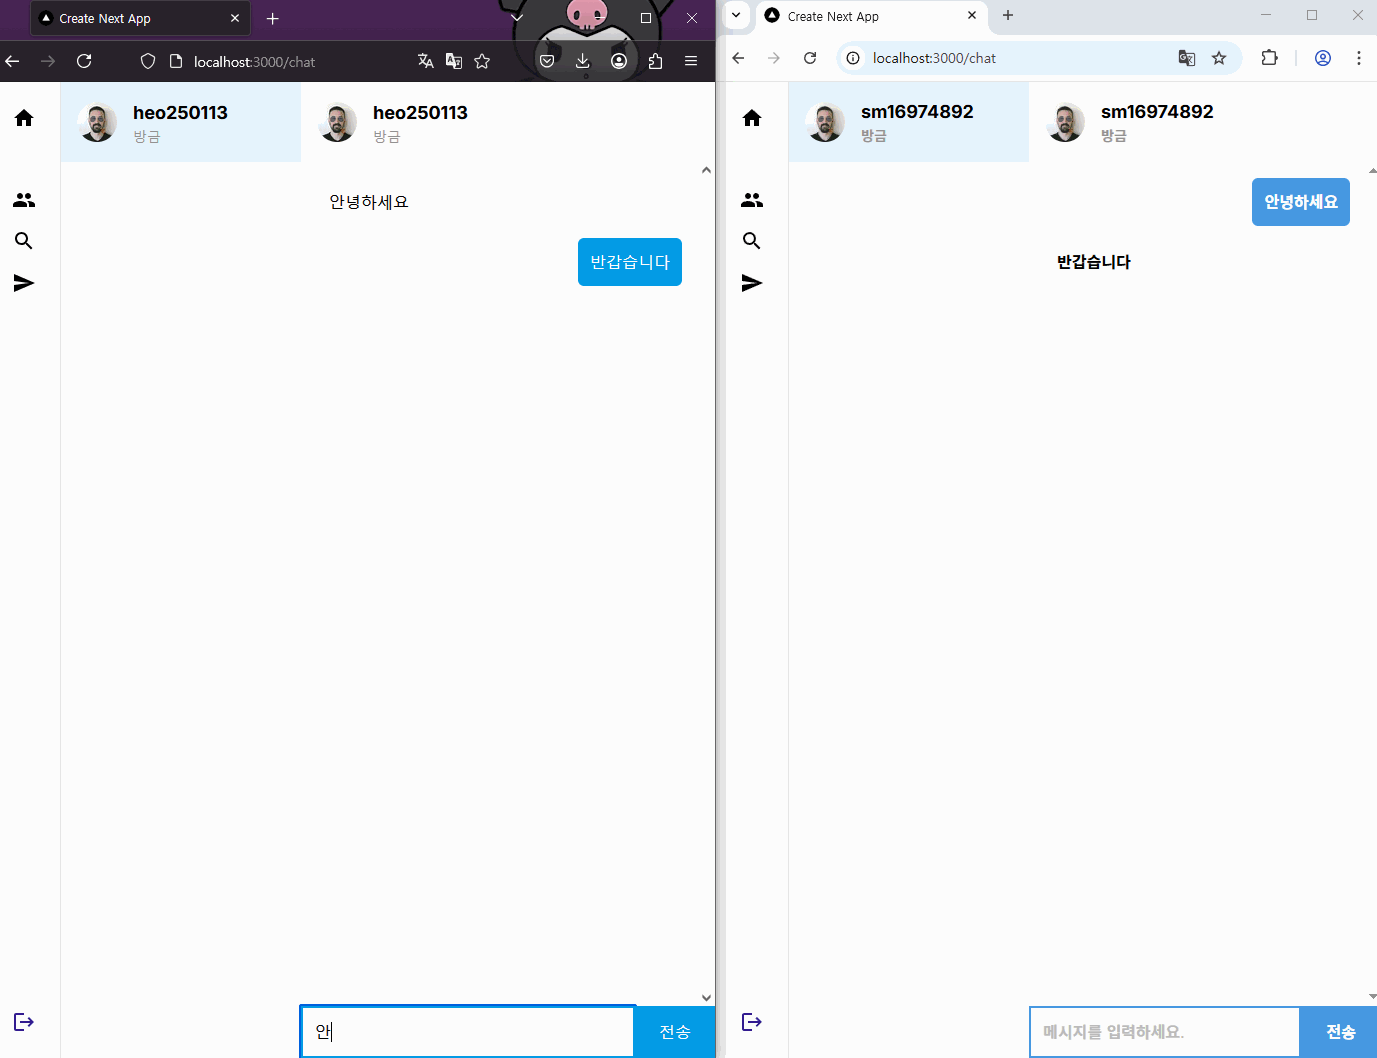 Create Next App
localhost:3000/chat
heo250113
방금
heo250113
방금
안녕하세요
반갑습니다
안
전송
Create Next App
localhost:3000/chat
sm16974892
방금
sm16974892
방금
안녕하세요
반갑습니다
메시지를 입력하세요.
전송